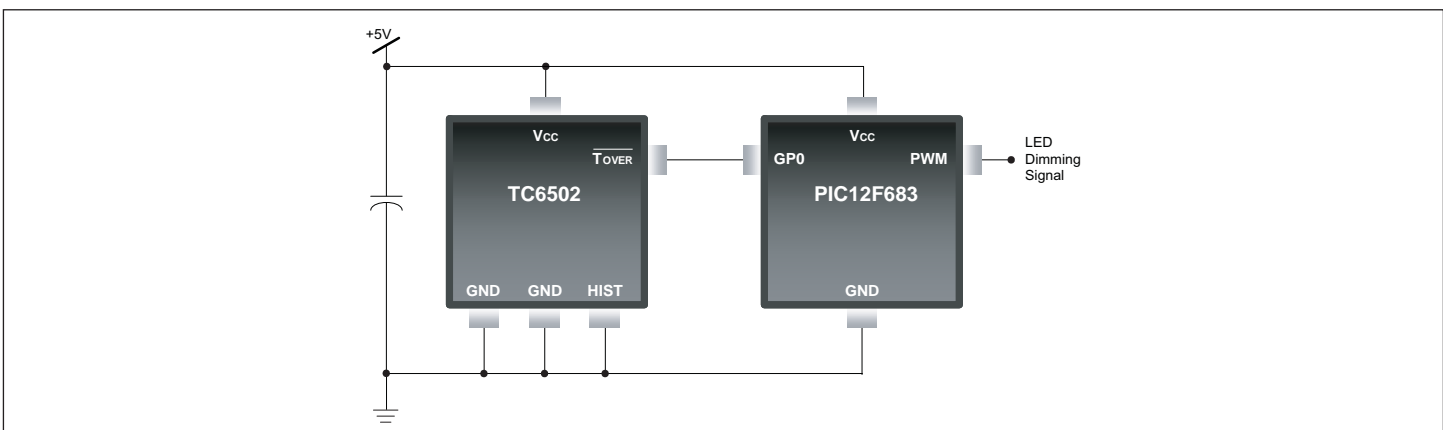 +5V
VCC
TOVER
TC6502
GND GND HIST
VCC
GP0 PWM
PIC12F683
GND
LED
Dimming
Signal